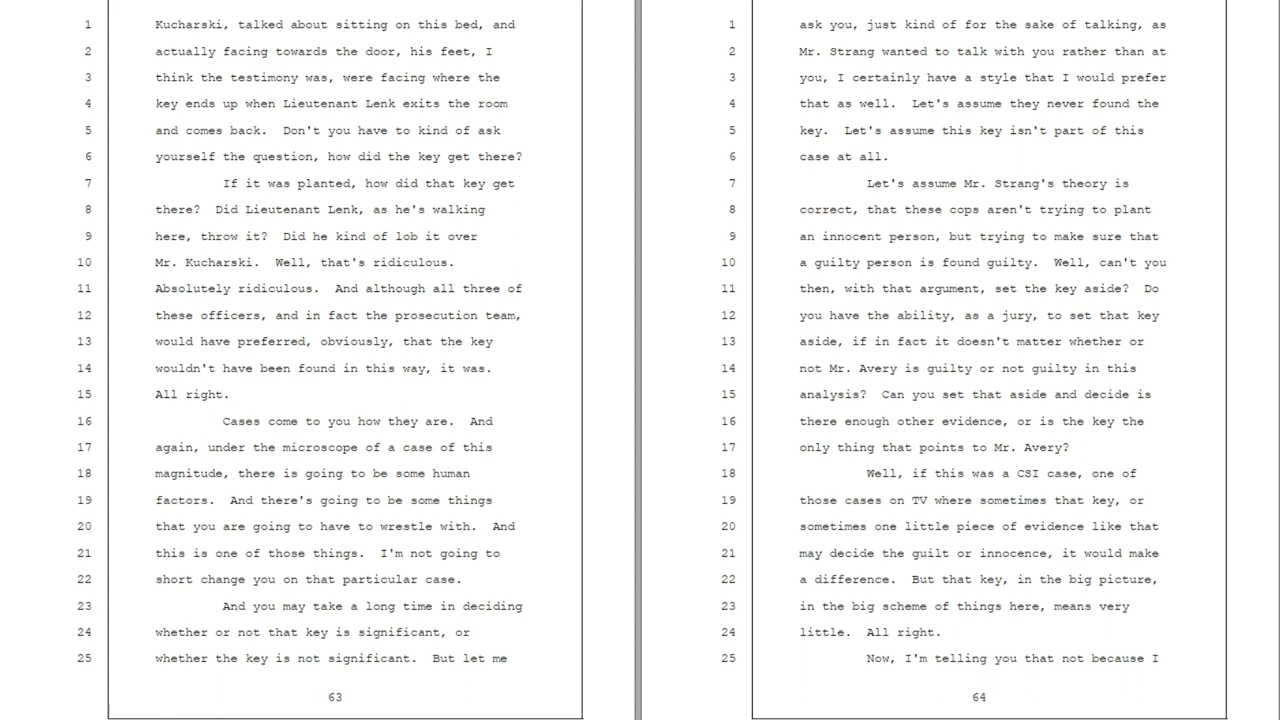 1 Kucharski, talked about sitting on this bed, and
2 actually facing towards the door, his feet, I
3 think the testimony was, were facing where the
4 key ends up when Lieutenant Lenk exits the room
5 and comes back.  Don't you have to kind of ask
6 yourself the question, how did the key get there?
7 If it was planted, how did that key get
8 there?  Did Lieutenant Lenk, as he's walking
9 here, throw it?  Did he kind of lob it over
10 Mr. Kucharski.  Well, that's ridiculous.
11 Absolutely ridiculous.  And although all three of
12 these officers, and in fact the prosecution team,
13 would have preferred, obviously, that the key
14 wouldn't have been found in this way, it was.
15 All right.
16 Cases come to you how they are.  And
17 again, under the microscope of a case of this
18 magnitude, there is going to be some human
19 factors.  And there's going to be some things
20 that you are going to have to wrestle with.  And
21 this is one of those things.  I'm not going to
22 short change you on that particular case.
23 And you may take a long time in deciding
24 whether or not that key is significant, or
25 whether the key is not significant.  But let me
63
1 ask you, just kind of for the sake of talking, as
2 Mr. Strang wanted to talk with you rather than at
3 you, I certainly have a style that I would prefer
4 that as well.  Let's assume they never found the
5 key.  Let's assume this key isn't part of this
6 case at all.
7 Let's assume Mr. Strang's theory is
8 correct, that these cops aren't trying to plant
9 an innocent person, but trying to make sure that
10 a guilty person is found guilty.  Well, can't you
11 then, with that argument, set the key aside?  Do
12 you have the ability, as a jury, to set that key
13 aside, if in fact it doesn't matter whether or
14 not Mr. Avery is guilty or not guilty in this
15 analysis?  Can you set that aside and decide is
16 there enough other evidence, or is the key the
17 only thing that points to Mr. Avery?
18 Well, if this was a CSI case, one of
19 those cases on TV where sometimes that key, or
20 sometimes one little piece of evidence like that
21 may decide the guilt or innocence, it would make
22 a difference.  But that key, in the big picture,
23 in the big scheme of things here, means very
24 little.  All right.
25 Now, I'm telling you that not because I
64